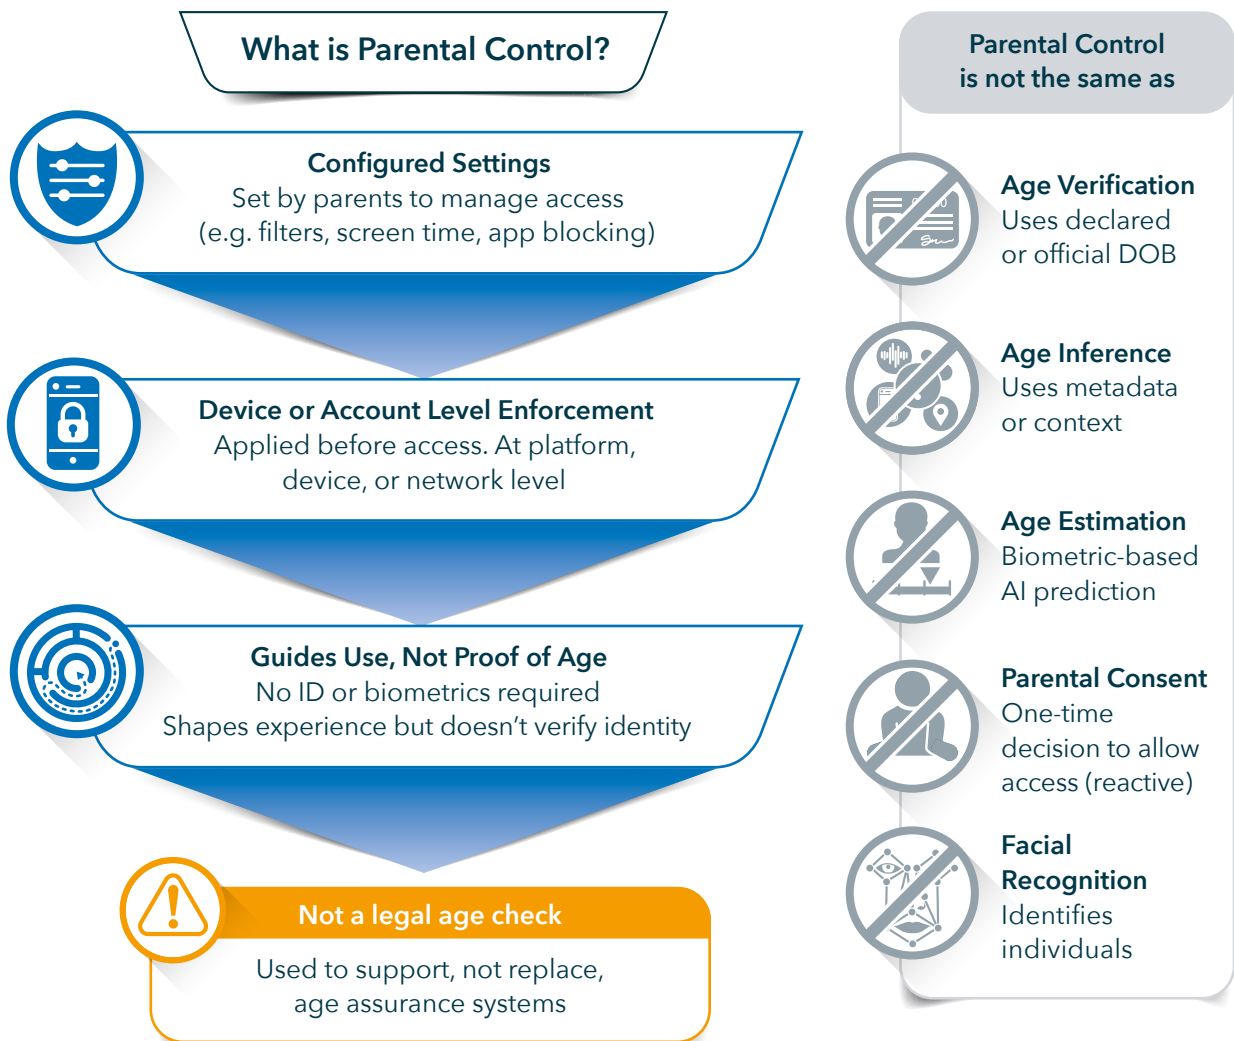 What is Parental Control?
Configured Settings
Set by parents to manage access
(e.g. filters, screen time, app blocking)
Device or Account Level Enforcement
Applied before access. At platform,
device, or network level
Guides Use, Not Proof of Age
No ID or biometrics required
Shapes experience but doesn’t verify identity
Not a legal age check
Used to support, not replace,
age assurance systems
Parental Control
is not the same as
Age Verification
Uses declared
or official DOB
Age Inference
Uses metadata
or context
Age Estimation
Biometric-based
AI prediction
Parental Consent
One-time
decision to allow
access (reactive)
Facial
Recognition
Identifies
individuals